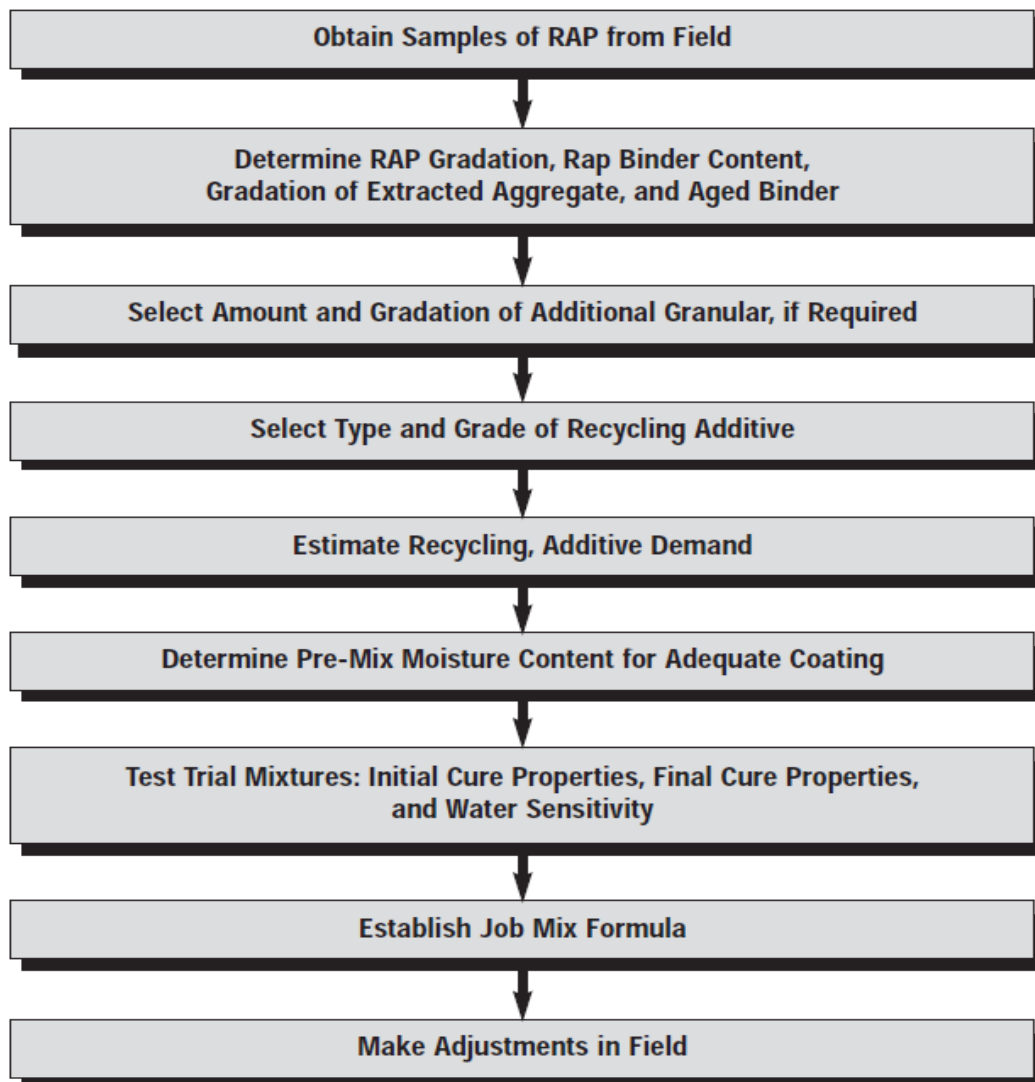 Obtain Samples of RAP from Field
Determine RAP Gradation, Rap Binder Content,
Gradation of Extracted Aggregate, and Aged Binder
Select Amount and Gradation of Additional Granular, if Required
Select Type and Grade of Recycling Additive
Estimate Recycling, Additive Demand
Determine Pre-Mix Moisture Content for Adequate Coating
Test Trial Mixtures: Initial Cure Properties, Final Cure Properties,
and Water Sensitivity
Establish Job Mix Formula
Make Adjustments in Field